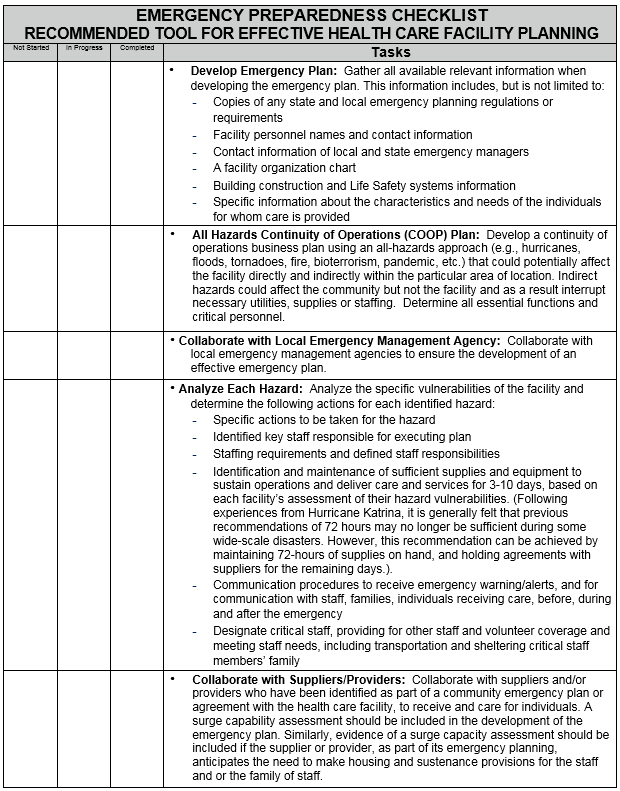 EMERGENCY PREPAREDNESS CHECKLIST
RECOMMENDED TOOL FOR EFFECTIVE HEALTH CARE FACILITY PLANNING
Not Started In Progress Completed Tasks
• Develop Emergency Plan: Gather all available relevant information when
developing the emergency plan. This information includes, but is not limited to:
- Copies of any state and local emergency planning regulations or
requirements
- Facility personnel names and contact information
- Contact information of local and state emergency managers
- A facility organization chart
- Building construction and Life Safety systems information
- Specific information about the characteristics and needs of the individuals
for whom care is provided
• All Hazards Continuity of Operations (COOP) Plan: Develop a continuity of
operations business plan using an all-hazards approach (e.g., hurricanes,
floods, tornadoes, fire, bioterrorism, pandemic, etc.) that could potentially affect
the facility directly and indirectly within the particular area of location. Indirect
hazards could affect the community but not the facility and as a result interrupt
necessary utilities, supplies or staffing. Determine all essential functions and
critical personnel.
• Collaborate with Local Emergency Management Agency: Collaborate with
local emergency management agencies to ensure the development of an
effective emergency plan.
• Analyze Each Hazard: Analyze the specific vulnerabilities of the facility and
determine the following actions for each identified hazard:
- Specific actions to be taken for the hazard
- Identified key staff responsible for executing plan
- Staffing requirements and defined staff responsibilities
- Identification and maintenance of sufficient supplies and equipment to
sustain operations and deliver care and services for 3-10 days, based on
each facility's assessment of their hazard vulnerabilities. (Following
experiences from Hurricane Katrina, it is generally felt that previous
recommendations of 72 hours may no longer be sufficient during some
wide-scale disasters. However, this recommendation can be achieved by
maintaining 72-hours of supplies on hand, and holding agreements with
suppliers for the remaining days.).
- Communication procedures to receive emergency warning/alerts, and for
communication with staff, families, individuals receiving care, before, during
and after the emergency
- Designate critical staff, providing for other staff and volunteer coverage and
meeting staff needs, including transportation and sheltering critical staff
members' family
• Collaborate with Suppliers/Providers: Collaborate with suppliers and/or
providers who have been identified as part of a community emergency plan or
agreement with the health care facility, to receive and care for individuals. A
surge capability assessment should be included in the development of the
emergency plan. Similarly, evidence of a surge capacity assessment should be
included if the supplier or provider, as part of its emergency planning,
anticipates the need to make housing and sustenance provisions for the staff
and or the family of staff.